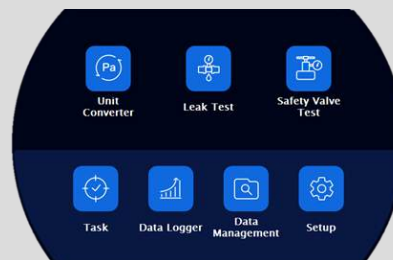 Pa
Unit
Converter
Leak Test
Safety Valve
Test
Task
Data Logger
Data
Management
Setup